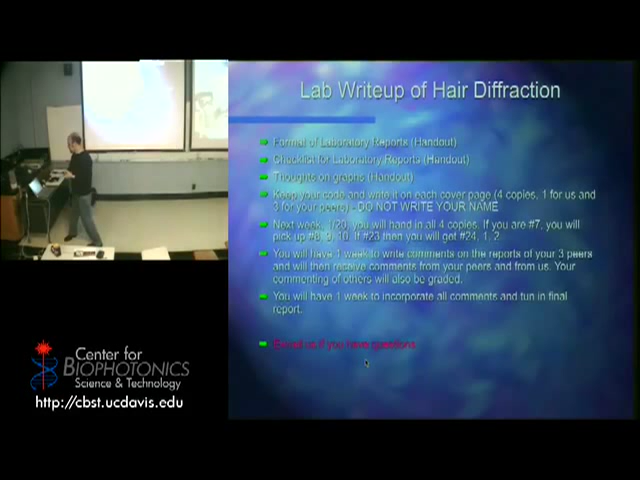 Lab Writeup of Hair Diffraction
Format of Laboratory Reports (Handout)
Checklist for Laboratory Reports (Handout)
Thoughts on graphs (Handout)
Keep your code and write it on each cover page (4 copies, 1 for us and
3 for your peers) - DO NOT WRITE YOUR NAME
Next week, 1/20, you will hand in all 4 copies. If you are #7, you will
pick up #8, 9, 10. If #23 then you will get #24, 1, 2.
You will have 1 week to write comments on the reports of your 3 peers
and will then receive comments from your peers and from us. Your
commenting of others will also be graded.
You will have 1 week to incorporate all comments and tun in final
report.
E-mail us if you have questions
Center for
BIOPHOTONICS
Science & Technology
http://cbst.ucdavis.edu